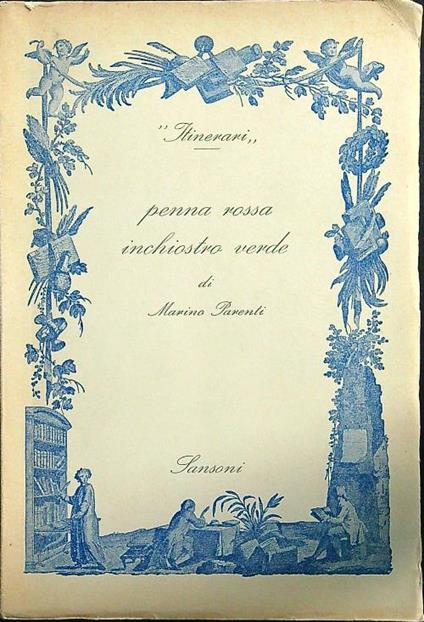 "Itinerari„
penna rossa
inchiostro verde
di
Marino Parenti
Sansoni